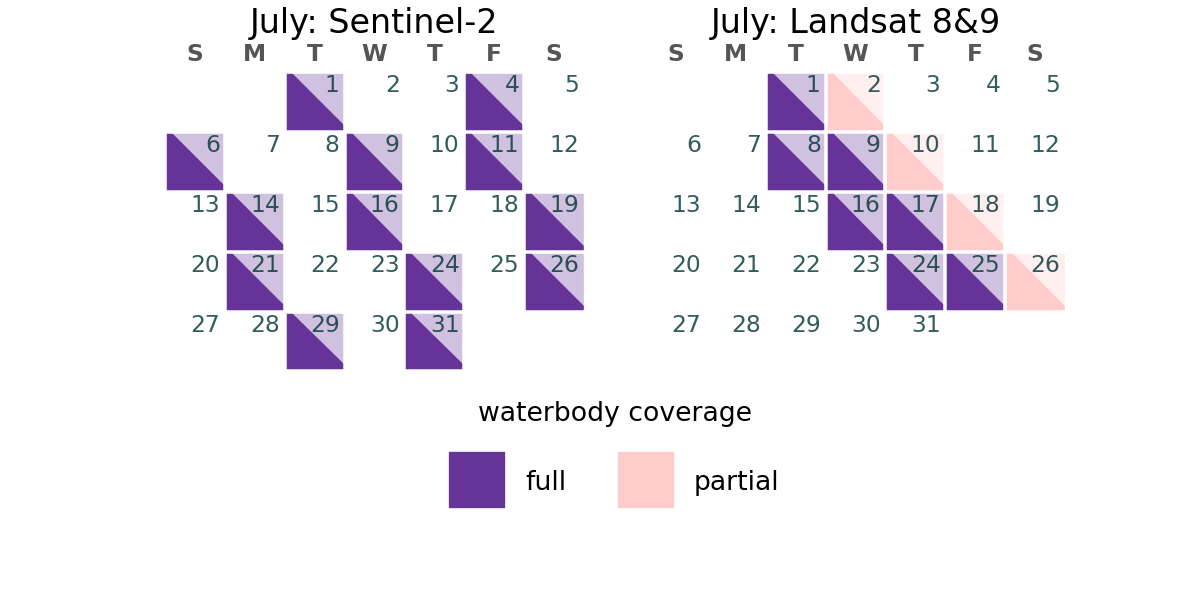 July: Sentinel-2
S M T W T F S
1 2 3 4 5
6 7 8 9 10 11 12
13 14 15 16 17 18 19
20 21 22 23 24 25 26
27 28 29 30 31
July: Landsat 8&9
S M T W T F S
1 2 3 4 5
6 7 8 9 10 11 12
13 14 15 16 17 18 19
20 21 22 23 24 25 26
27 28 29 30 31
waterbody coverage
full partial